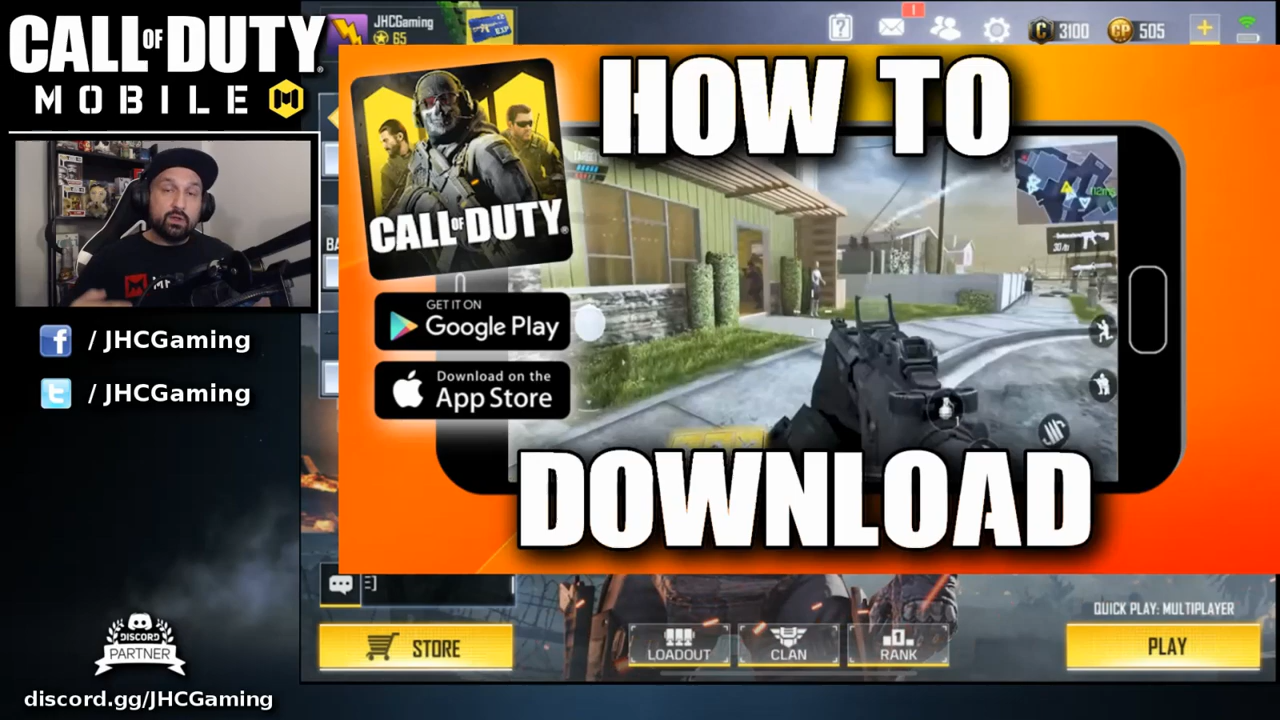 CALL OF DUTY
MOBILE
JHCGaming
65
EXP
3100
CP 505
HOW TO
CALL OF DUTY
GET IT ON
Google Play
Download on the
App Store
DOWNLOAD
/ JHCGaming
/ JHCGaming
DISCORD
PARTNER
discord.gg/JHCGaming
STORE
LOADOUT
CLAN
RANK
QUICK PLAY: MULTIPLAYER
PLAY